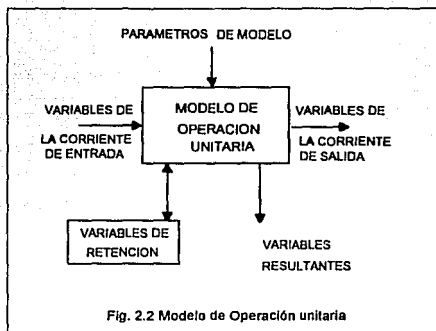 PARAMETROS DE MODELO
VARIABLES DE
LA CORRIENTE
DE ENTRADA
MODELO DE
OPERACION
UNITARIA
VARIABLES DE
LA CORRIENTE
DE SALIDA
VARIABLES DE
RETENCION
VARIABLES
RESULTANTES
Fig. 2.2 Modelo de Operación unitaria